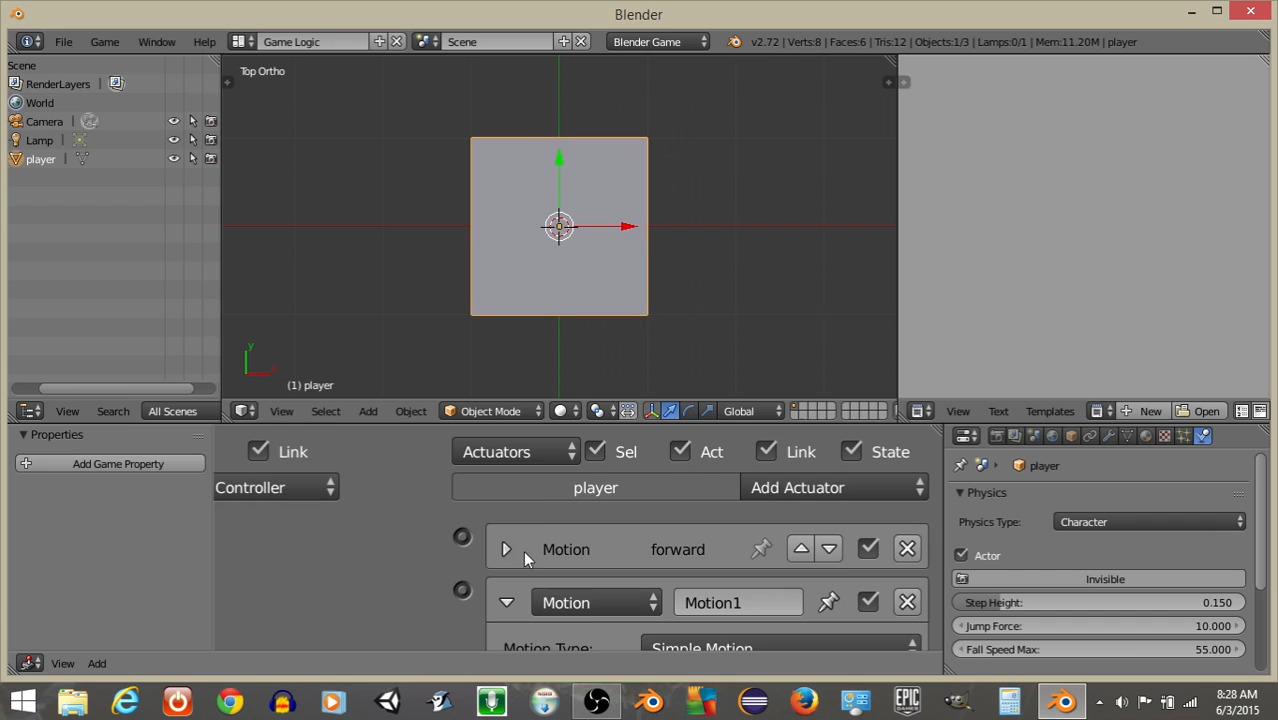 Blender
File Game Window Help Game Logic Scene Blender Game v2.72 | Verts:8 | Faces:6 | Tris:12 | Objects:1/3 | Lamps:0/1 | Mem:11.20M | player
Scene
RenderLayers
World
Camera
Lamp
player
Top Ortho
y
x
(1) player
View Search All Scenes
View Select Add Object Object Mode Global
View Text Templates New Open
Properties
Add Game Property
Link
Controller
Actuators Sel Act Link State
player Add Actuator
Motion forward
Motion Motion1
Motion Type: Simple Motion
View Add
player
Physics
Physics Type: Character
Actor
Invisible
Step Height: 0.150
Jump Force: 10.000
Fall Speed Max: 55.000
EPIC
GAMES
8:28 AM
6/3/2015